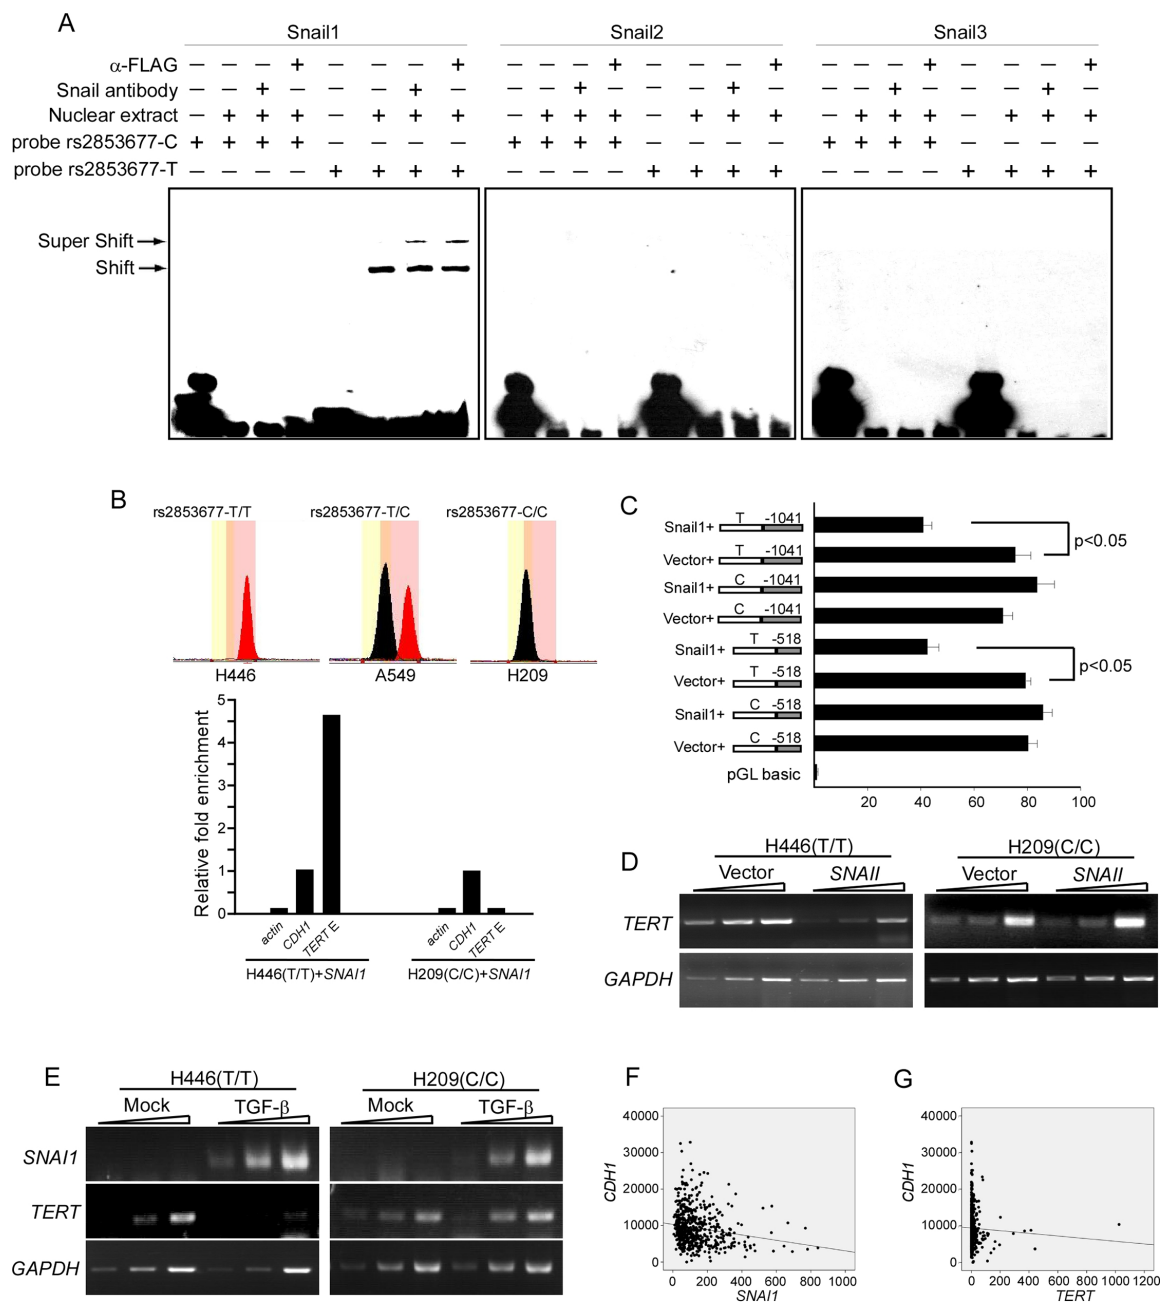 A
Snail1 Snail2 Snail3
α-FLAG — — — + — — — + — — — + — — — + — — — + — — — +
Snail antibody — — + — — — + — — — + — — — + — — — + — — — + —
Nuclear extract — + + + — + + + — + + + — + + + — + + + — + + +
probe rs2853677-C + + + + — — — — + + + + — — — — + + + + — — — —
probe rs2853677-T — — — — + + + + — — — — + + + + — — — — + + + +
Super Shift
Shift
B
rs2853677-T/T rs2853677-T/C rs2853677-C/C
H446 A549 H209
Relative fold enrichment
5
4
3
2
1
0
actin CDH1 TERT E actin CDH1 TERT E
H446(T/T)+SNAI1 H209(C/C)+SNAI1
C
Snail1+ T -1041
Vector+ T -1041
Snail1+ C -1041
Vector+ C -1041
Snail1+ T -518
Vector+ T -518
Snail1+ C -518
Vector+ C -518
pGL basic
p<0.05
p<0.05
20 40 60 80 100
D
H446(T/T) H209(C/C)
Vector SNAIl Vector SNAIl
TERT
GAPDH
E
H446(T/T) H209(C/C)
Mock TGF-β Mock TGF-β
SNAI1
TERT
GAPDH
F
CDH1
40000
30000
20000
10000
0
0 200 400 600 800 1000
SNAI1
G
CDH1
40000
30000
20000
10000
0
0 200 400 600 800 1000 1200
TERT